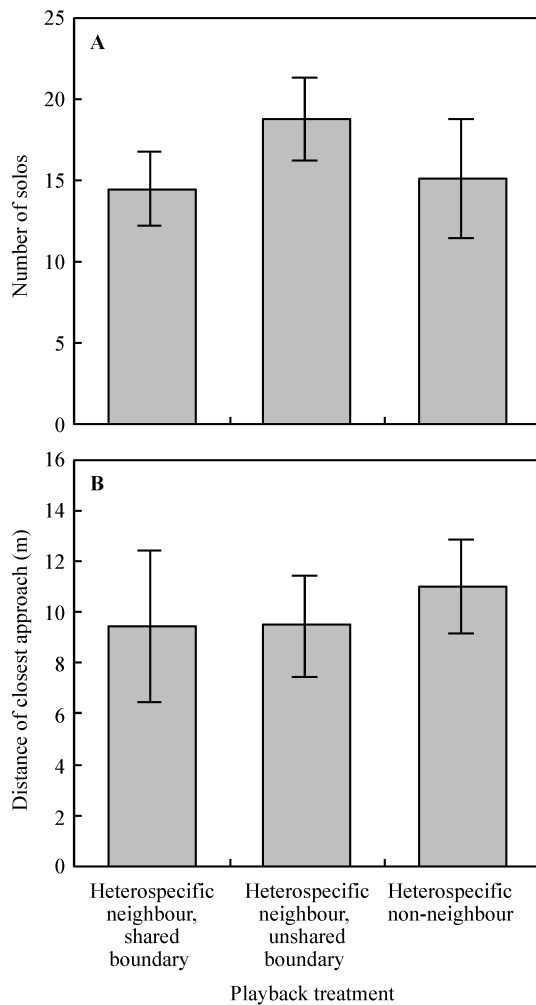 25
A
20
15
10
5
0
Number of solos
16
B
14
12
10
8
6
4
2
0
Distance of closest approach (m)
Heterospecific
neighbour,
shared
boundary
Heterospecific
neighbour,
unshared
boundary
Heterospecific
non-neighbour
Playback treatment